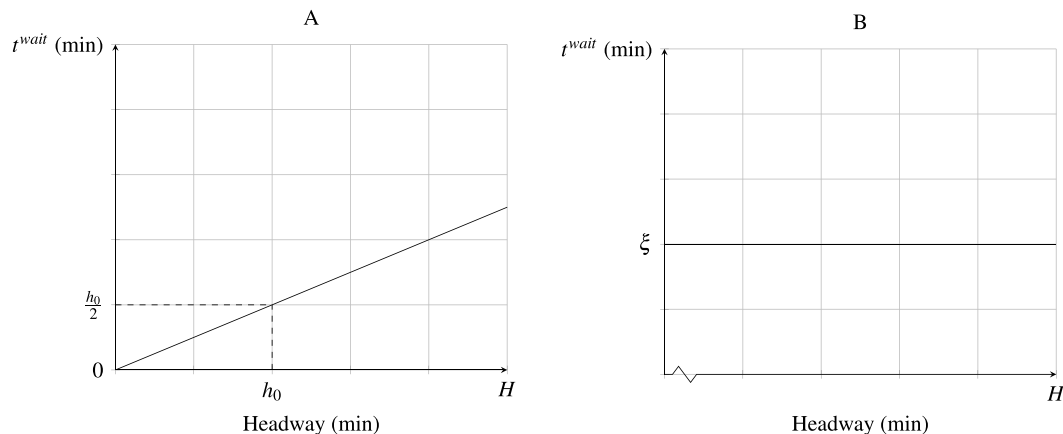 A
t^wait (min)
h₀/2
0
h₀
H
Headway (min)
B
t^wait (min)
ξ
H
Headway (min)